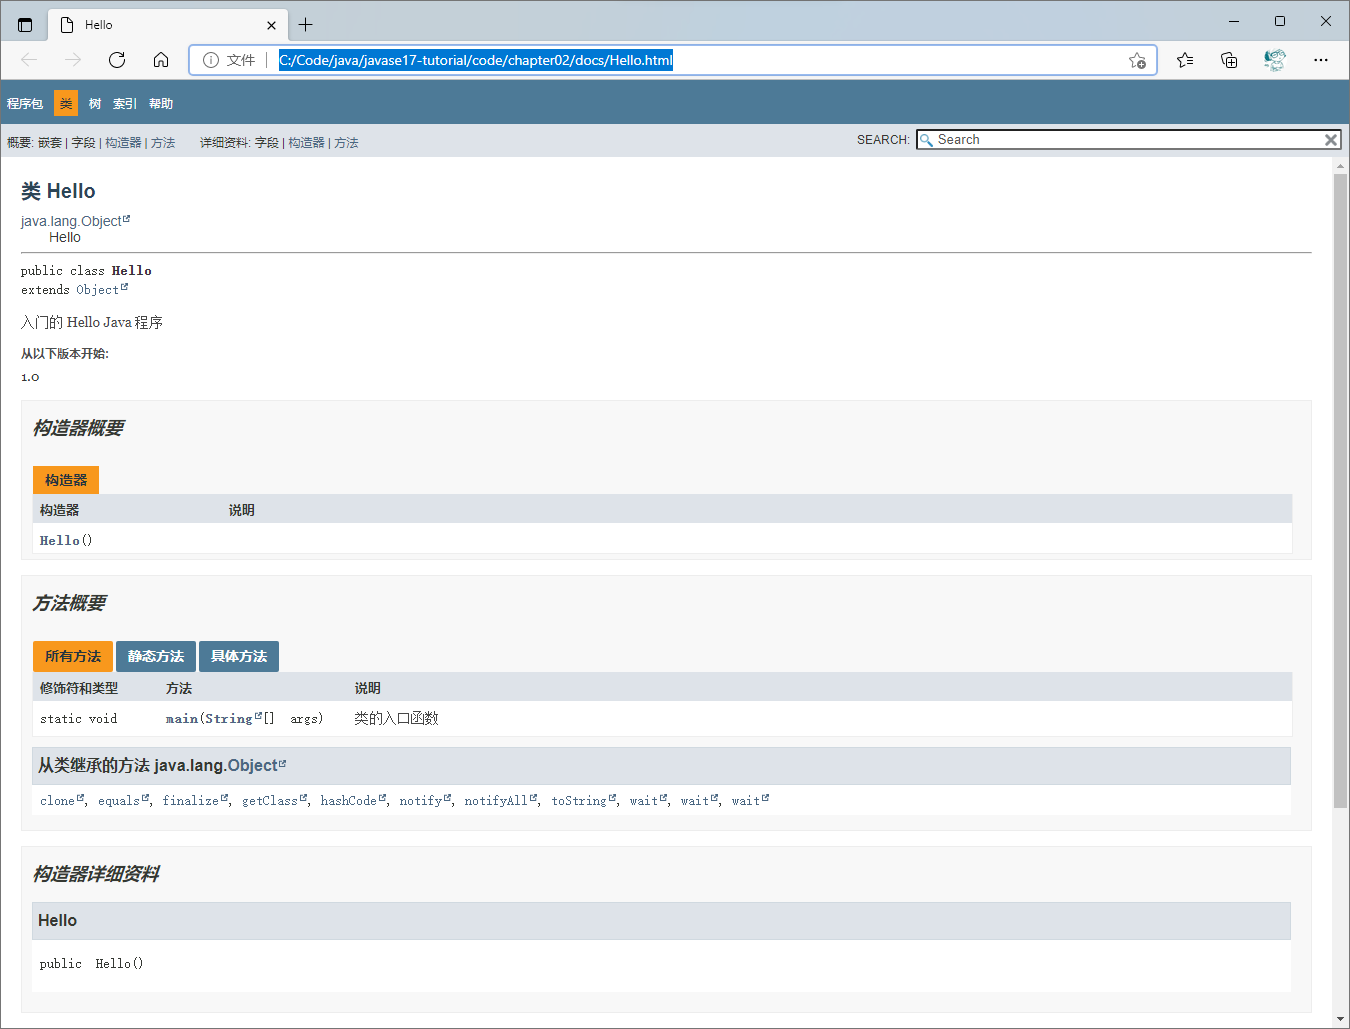 Hello
文件
C:/Code/java/javase17-tutorial/code/chapter02/docs/Hello.html
程序包 类 树 索引 帮助
概要: 嵌套 | 字段 | 构造器 | 方法 详细资料: 字段 | 构造器 | 方法
SEARCH: Search
类 Hello
java.lang.Object
Hello
public class Hello
extends Object
入门的 Hello Java 程序
从以下版本开始:
1.0
构造器概要
构造器
构造器 说明
Hello()
方法概要
所有方法 静态方法 具体方法
修饰符和类型 方法 说明
static void main(String[] args) 类的入口函数
从类继承的方法 java.lang.Object
clone, equals, finalize, getClass, hashCode, notify, notifyAll, toString, wait, wait, wait
构造器详细资料
Hello
public Hello()